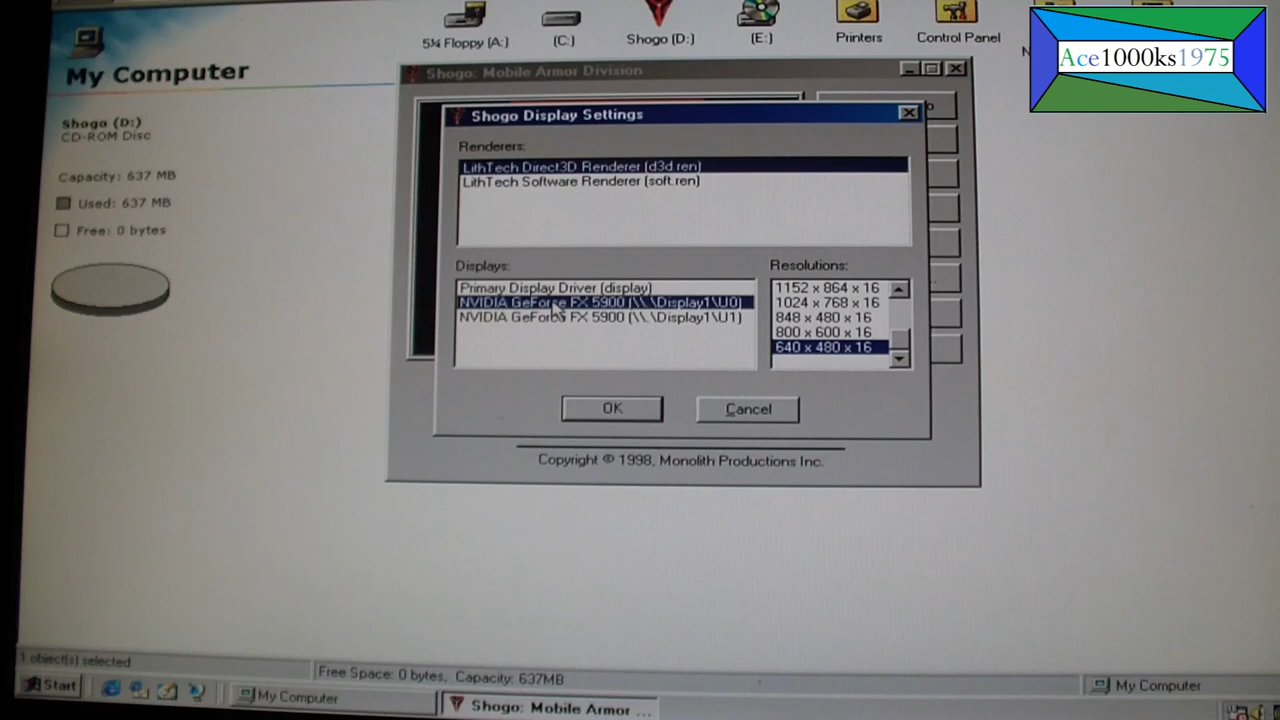 5¼ Floppy (A:)
(C:)
Shogo (D:)
(E:)
Printers
Control Panel
Ace1000ks1975
My Computer
Shogo (D:)
CD-ROM Disc
Capacity: 637 MB
Used: 637 MB
Free: 0 bytes
Shogo: Mobile Armor Division
Shogo Display Settings
Renderers:
LithTech Direct3D Renderer (d3d.ren)
LithTech Software Renderer (soft.ren)
Displays:
Primary Display Driver (display)
NVIDIA GeForce FX 5900 (\\.\Display1\U0)
NVIDIA GeForce FX 5900 (\\.\Display1\U1)
Resolutions:
1152 x 864 x 16
1024 x 768 x 16
848 x 480 x 16
800 x 600 x 16
640 x 480 x 16
OK
Cancel
Copyright © 1998, Monolith Productions Inc.
1 object(s) selected
Free Space: 0 bytes, Capacity: 637MB
My Computer
Start
My Computer
Shogo: Mobile Armor ...